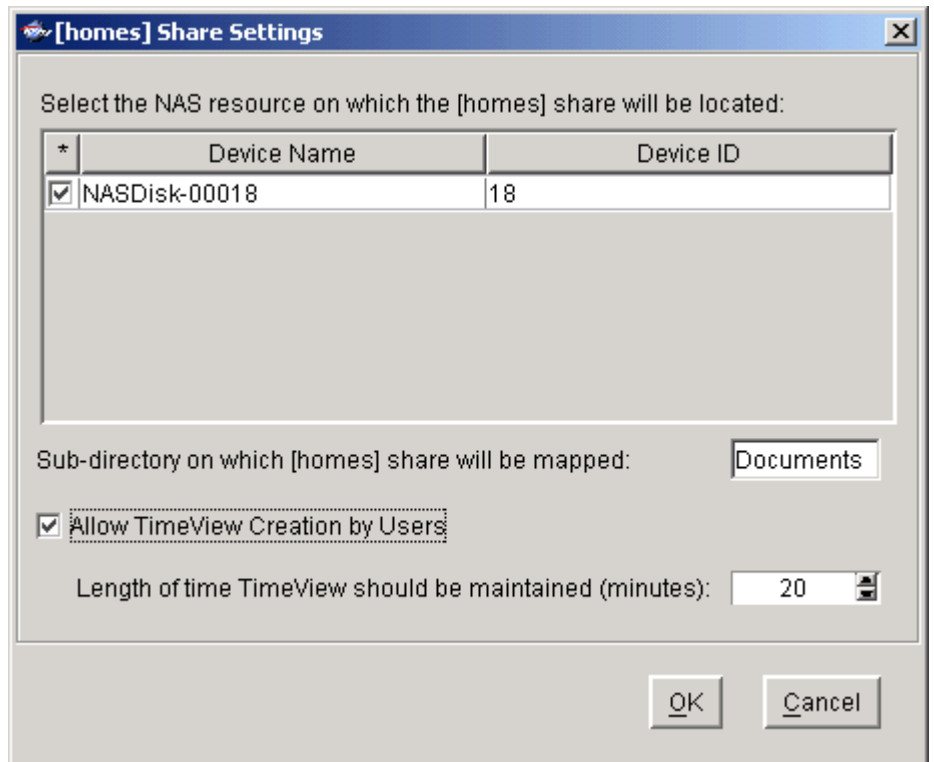 [homes] Share Settings
Select the NAS resource on which the [homes] share will be located:
* Device Name Device ID
NASDisk-00018 18
Sub-directory on which [homes] share will be mapped: Documents
Allow TimeView Creation by Users
Length of time TimeView should be maintained (minutes): 20
OK Cancel